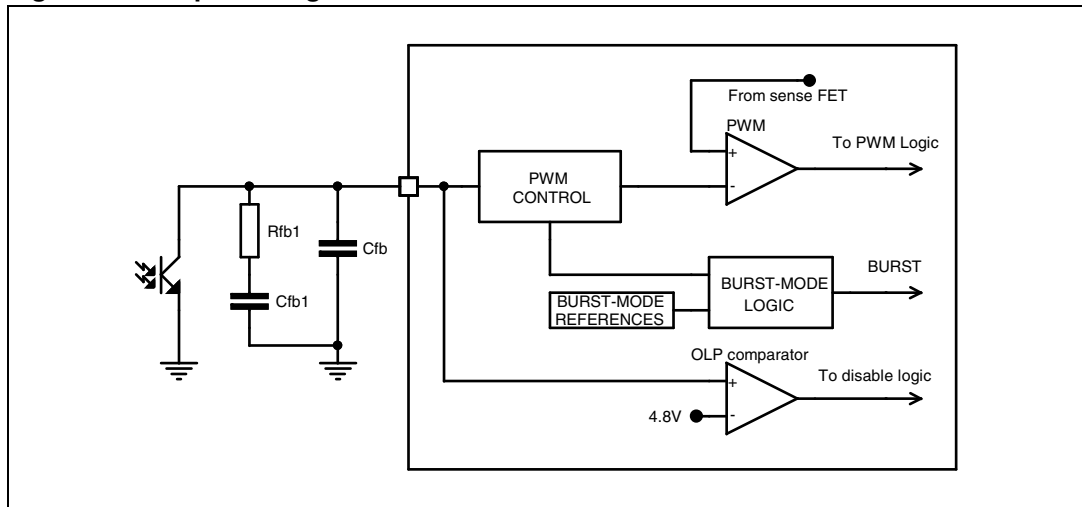 From sense FET
PWM
+
-
To PWM Logic
PWM
CONTROL
Rfb1
Cfb
Cfb1
BURST-MODE
REFERENCES
BURST-MODE
LOGIC
BURST
OLP comparator
+
-
4.8V
To disable logic